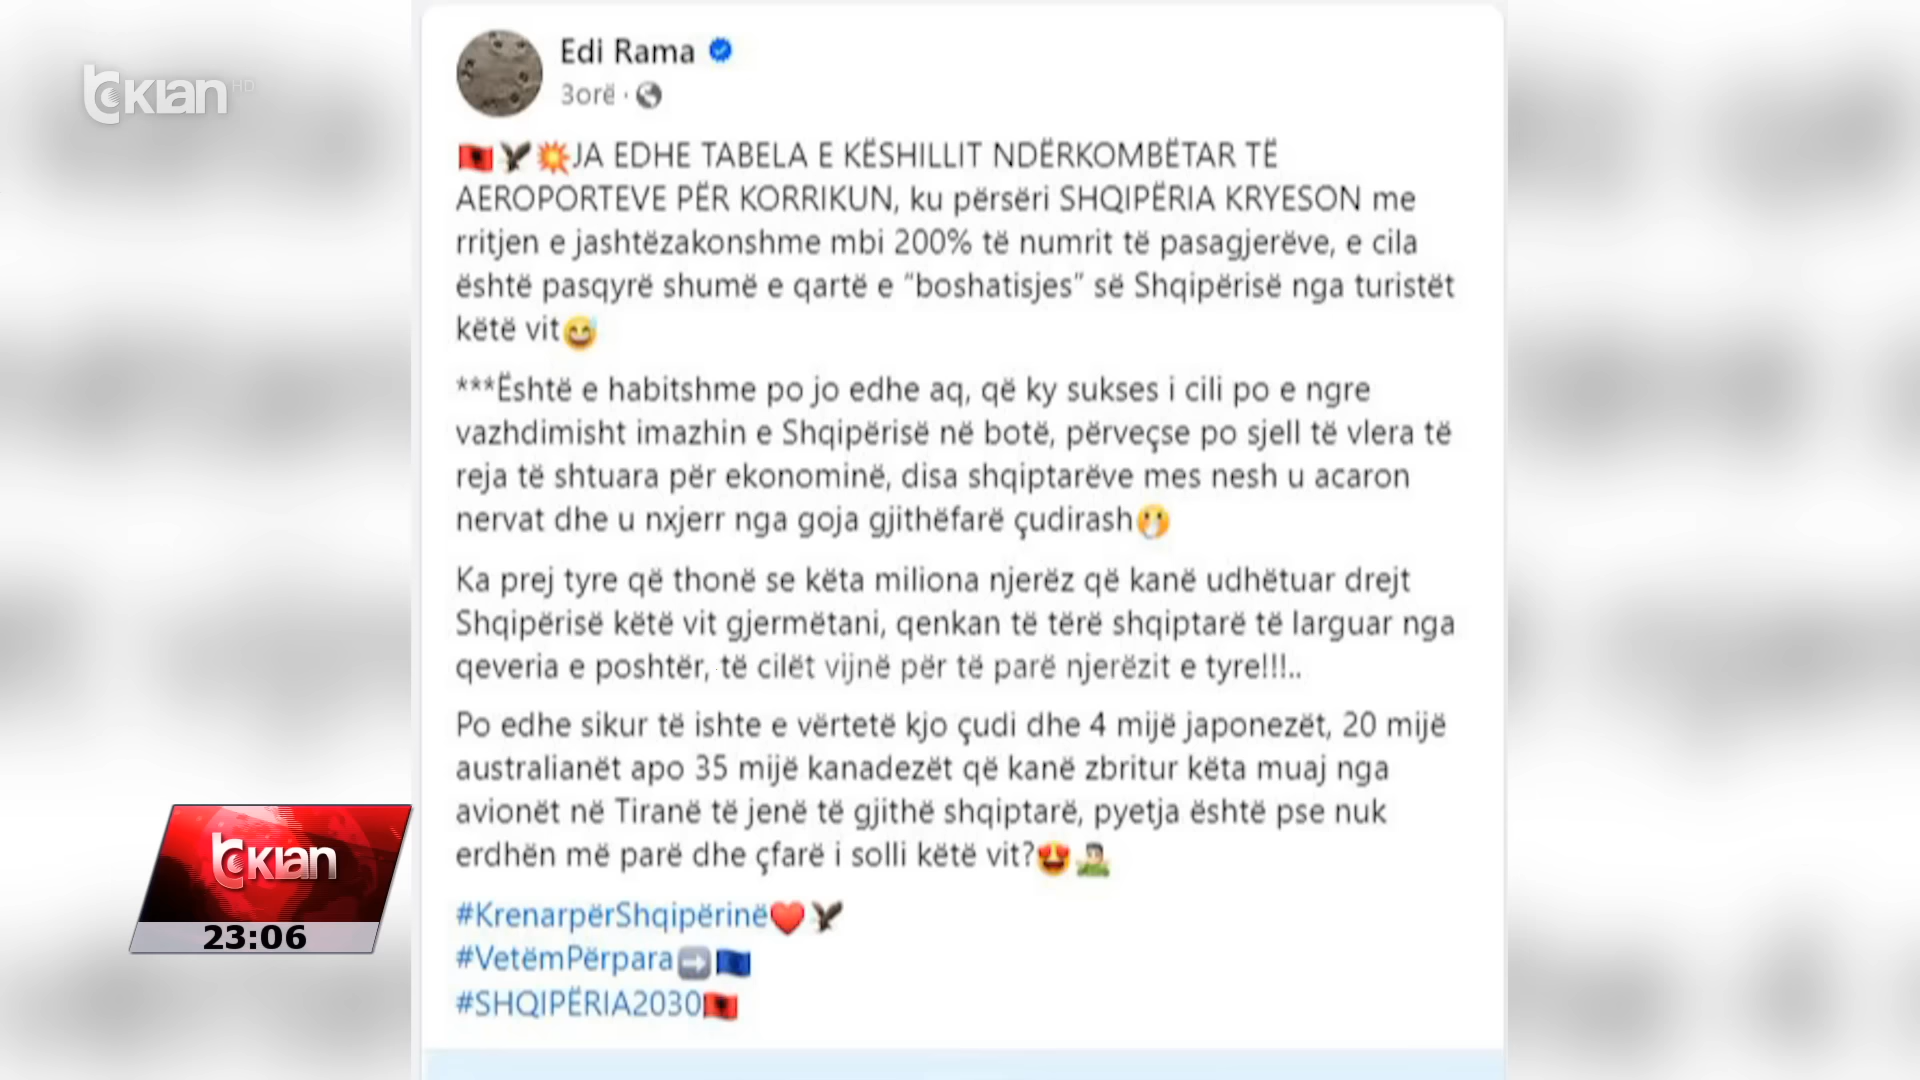 tv klan HD
Edi Rama
3orë ·
JA EDHE TABELA E KËSHILLIT NDËRKOMBËTAR TË
AEROPORTEVE PËR KORRIKUN, ku përsëri SHQIPËRIA KRYESON me
rritjen e jashtëzakonshme mbi 200% të numrit të pasagjerëve, e cila
është pasqyrë shumë e qartë e “boshatisjes” së Shqipërisë nga turistët
këtë vit😅
***Është e habitshme po jo edhe aq, që ky sukses i cili po e ngre
vazhdimisht imazhin e Shqipërisë në botë, përveçse po sjell të vlera të
reja të shtuara për ekonominë, disa shqiptarëve mes nesh u acaron
nervat dhe u nxjerr nga goja gjithëfarë çudirash
Ka prej tyre që thonë se këta miliona njerëz që kanë udhëtuar drejt
Shqipërisë këtë vit gjermëtani, qenkan të tërë shqiptarë të larguar nga
qeveria e poshtër, të cilët vijnë për të parë njerëzit e tyre!!!..
Po edhe sikur të ishte e vërtetë kjo çudi dhe 4 mijë japonezët, 20 mijë
australianët apo 35 mijë kanadezët që kanë zbritur këta muaj nga
avionët në Tiranë të jenë të gjithë shqiptarë, pyetja është pse nuk
erdhën më parë dhe çfarë i solli këtë vit?
#KrenarpërShqipërinë
#VetëmPërpara
#SHQIPËRIA2030
tv klan
23:06